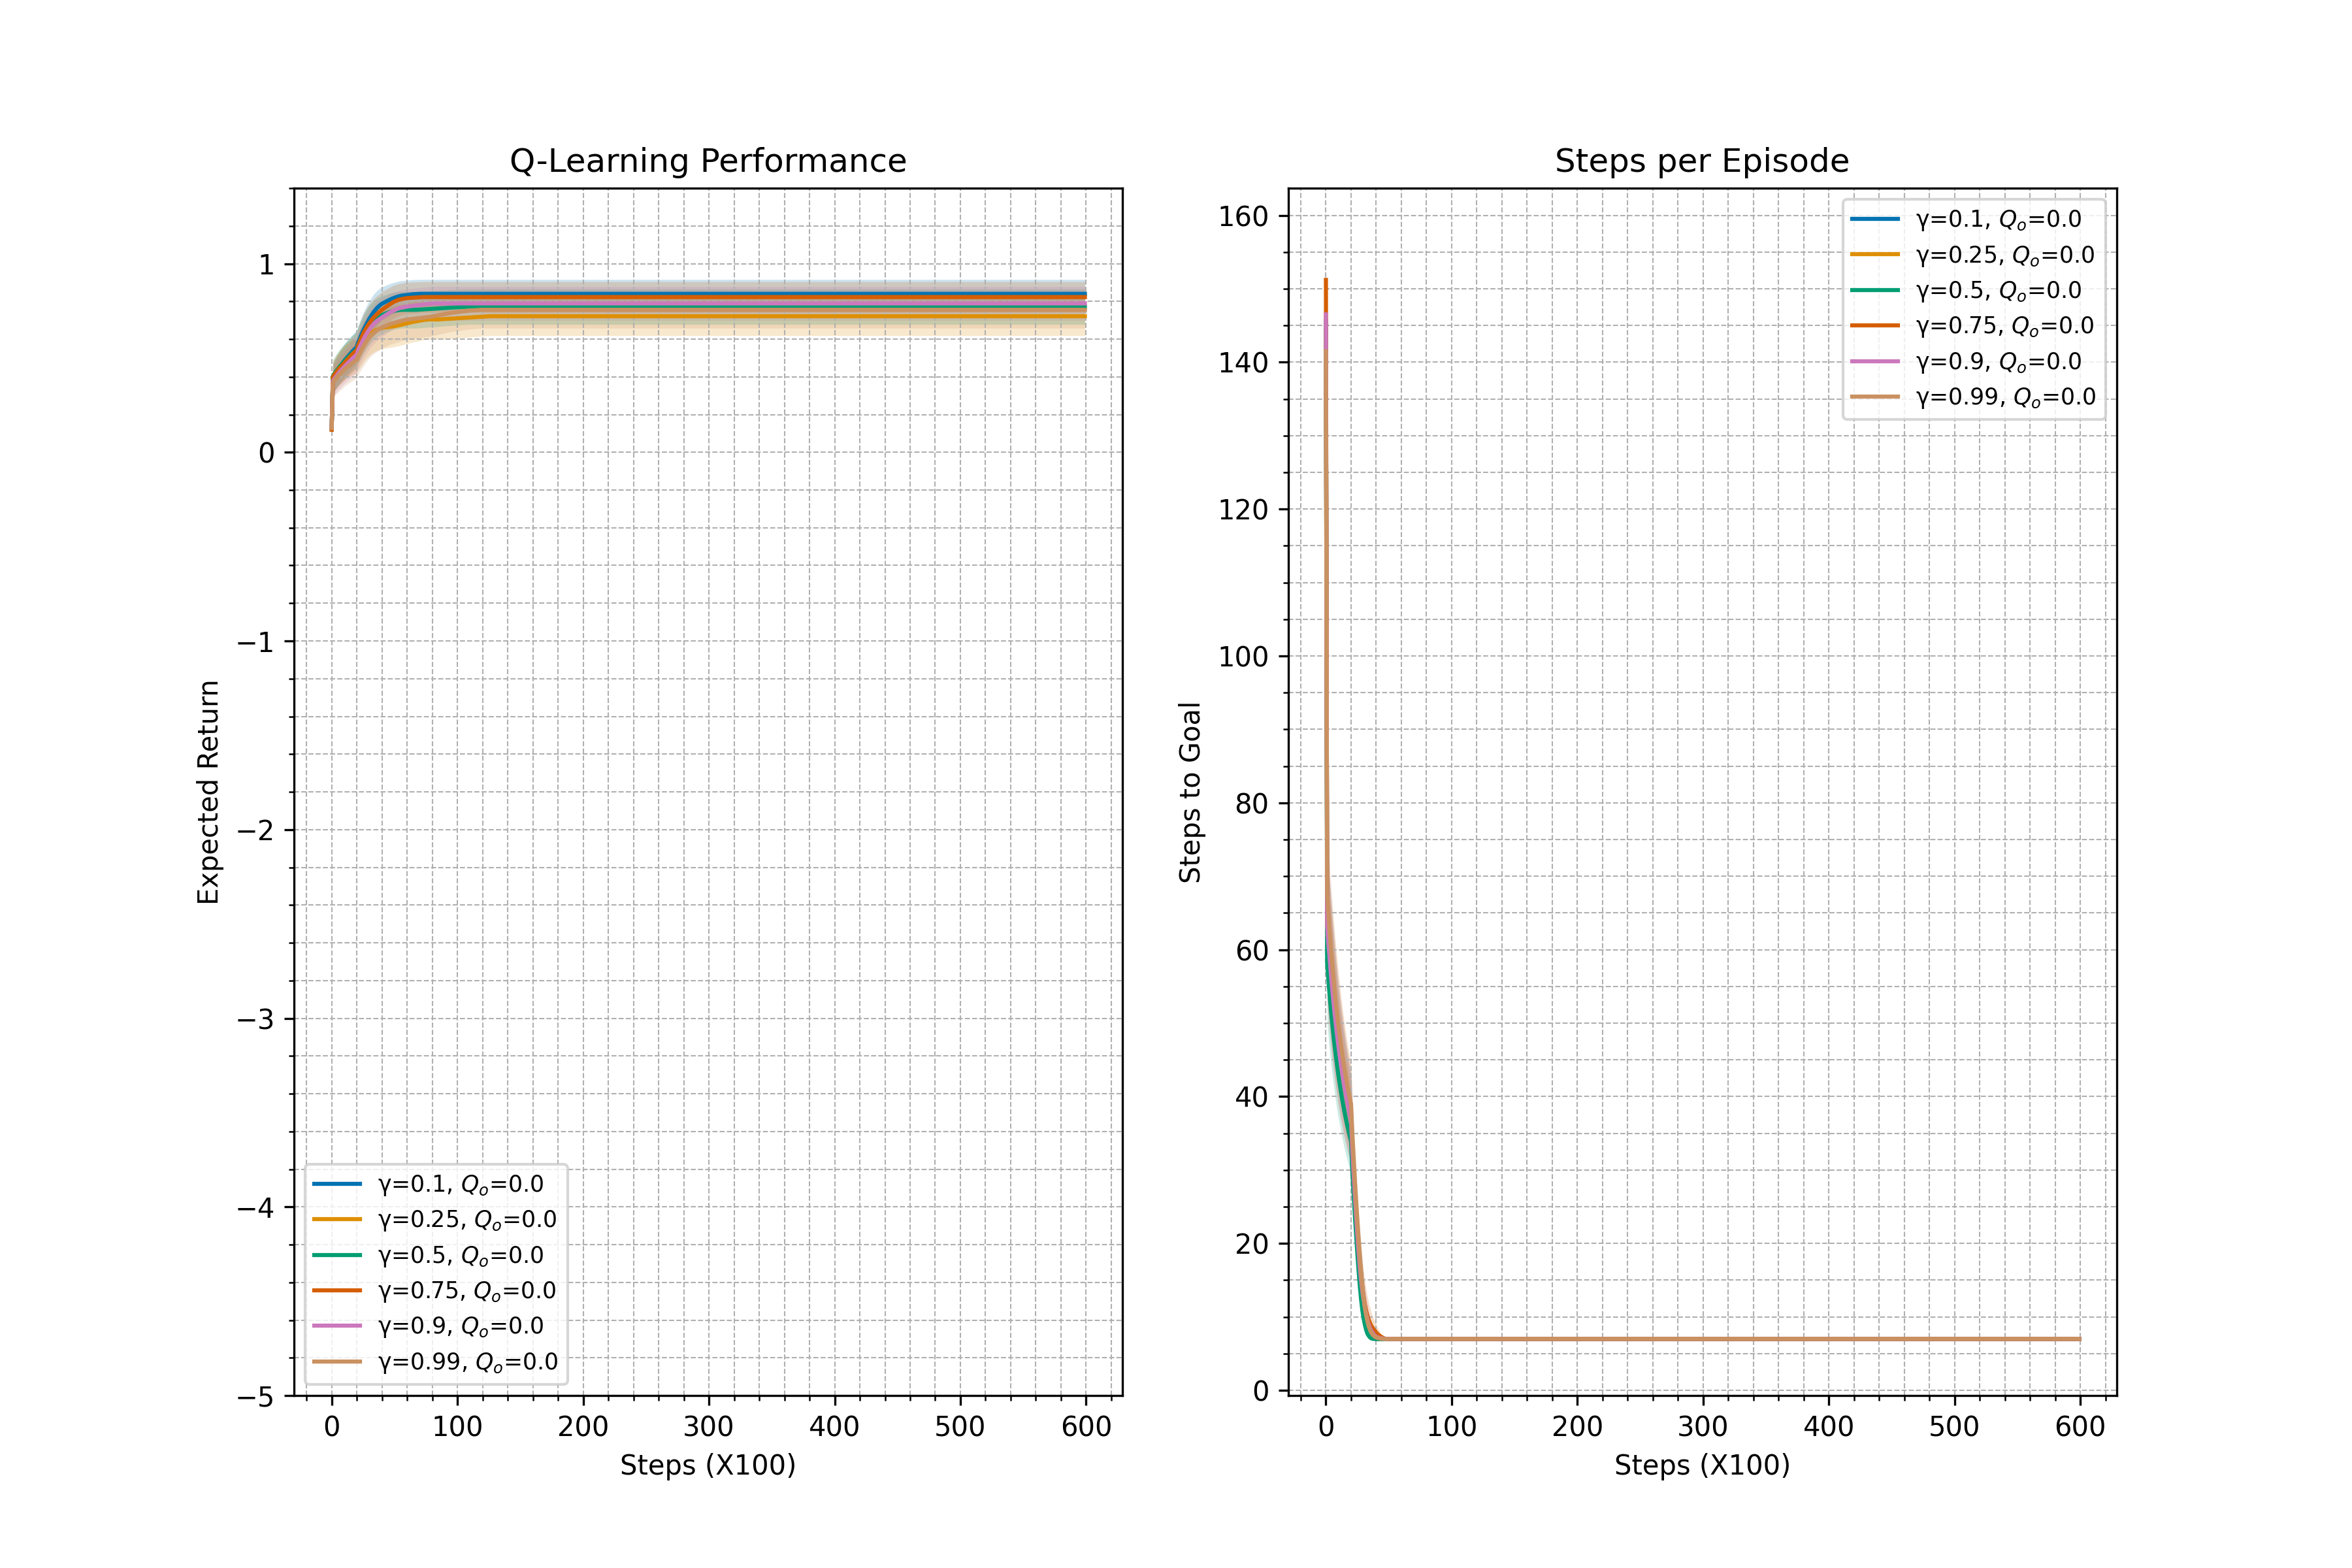 Q-Learning Performance
Expected Return
1
0
−1
−2
−3
−4
−5
γ=0.1, Qₒ=0.0
γ=0.25, Qₒ=0.0
γ=0.5, Qₒ=0.0
γ=0.75, Qₒ=0.0
γ=0.9, Qₒ=0.0
γ=0.99, Qₒ=0.0
0 100 200 300 400 500 600
Steps (X100)
Steps per Episode
Steps to Goal
160
140
120
100
80
60
40
20
0
γ=0.1, Qₒ=0.0
γ=0.25, Qₒ=0.0
γ=0.5, Qₒ=0.0
γ=0.75, Qₒ=0.0
γ=0.9, Qₒ=0.0
γ=0.99, Qₒ=0.0
0 100 200 300 400 500 600
Steps (X100)